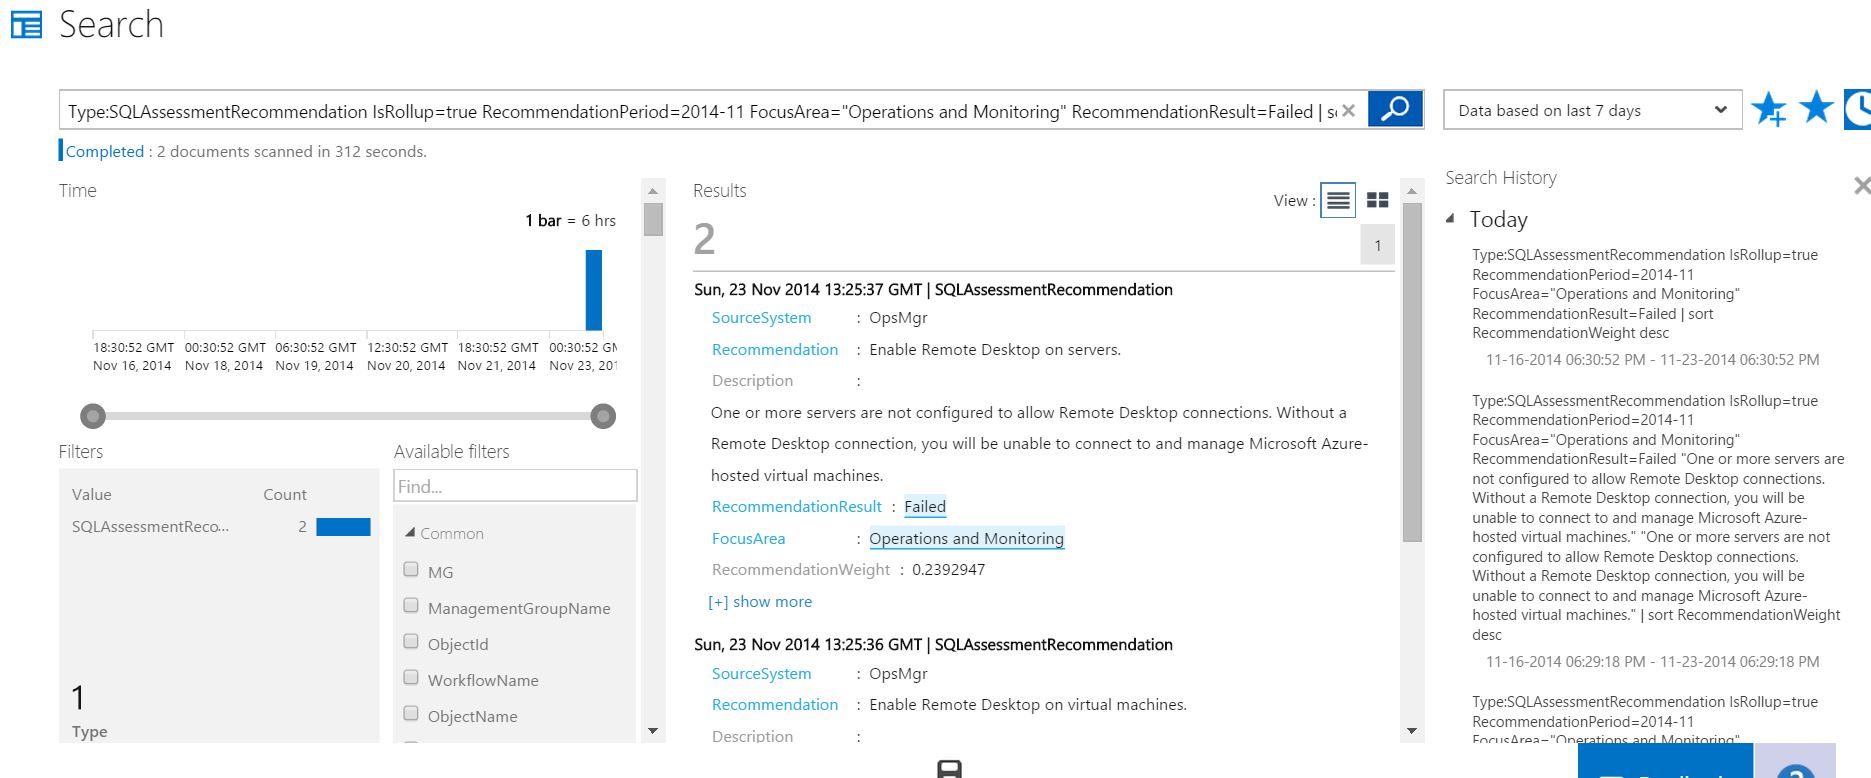 Search
Type:SQLAssessmentRecommendation IsRollup=true RecommendationPeriod=2014-11 FocusArea="Operations and Monitoring" RecommendationResult=Failed | s
Data based on last 7 days
Completed : 2 documents scanned in 312 seconds.
Time
1 bar = 6 hrs
18:30:52 GMT 00:30:52 GMT 06:30:52 GMT 12:30:52 GMT 18:30:52 GMT 00:30:52 GM
Nov 16, 2014 Nov 18, 2014 Nov 19, 2014 Nov 20, 2014 Nov 21, 2014 Nov 23, 201
Filters
Value Count
SQLAssessmentReco... 2
1
Type
Available filters
Find...
Common
MG
ManagementGroupName
ObjectId
WorkflowName
ObjectName
Results
View :
2
1
Sun, 23 Nov 2014 13:25:37 GMT | SQLAssessmentRecommendation
SourceSystem : OpsMgr
Recommendation : Enable Remote Desktop on servers.
Description :
One or more servers are not configured to allow Remote Desktop connections. Without a
Remote Desktop connection, you will be unable to connect to and manage Microsoft Azure-
hosted virtual machines.
RecommendationResult : Failed
FocusArea : Operations and Monitoring
RecommendationWeight : 0.2392947
[+] show more
Sun, 23 Nov 2014 13:25:36 GMT | SQLAssessmentRecommendation
SourceSystem : OpsMgr
Recommendation : Enable Remote Desktop on virtual machines.
Description :
Search History
Today
Type:SQLAssessmentRecommendation IsRollup=true
RecommendationPeriod=2014-11
FocusArea="Operations and Monitoring"
RecommendationResult=Failed | sort
RecommendationWeight desc
11-16-2014 06:30:52 PM - 11-23-2014 06:30:52 PM
Type:SQLAssessmentRecommendation IsRollup=true
RecommendationPeriod=2014-11
FocusArea="Operations and Monitoring"
RecommendationResult=Failed "One or more servers are
not configured to allow Remote Desktop connections.
Without a Remote Desktop connection, you will be
unable to connect to and manage Microsoft Azure-
hosted virtual machines." "One or more servers are not
configured to allow Remote Desktop connections.
Without a Remote Desktop connection, you will be
unable to connect to and manage Microsoft Azure-
hosted virtual machines." | sort RecommendationWeight
desc
11-16-2014 06:29:18 PM - 11-23-2014 06:29:18 PM
Type:SQLAssessmentRecommendation IsRollup=true
RecommendationPeriod=2014-11
FocusArea="Operations and Monitoring"